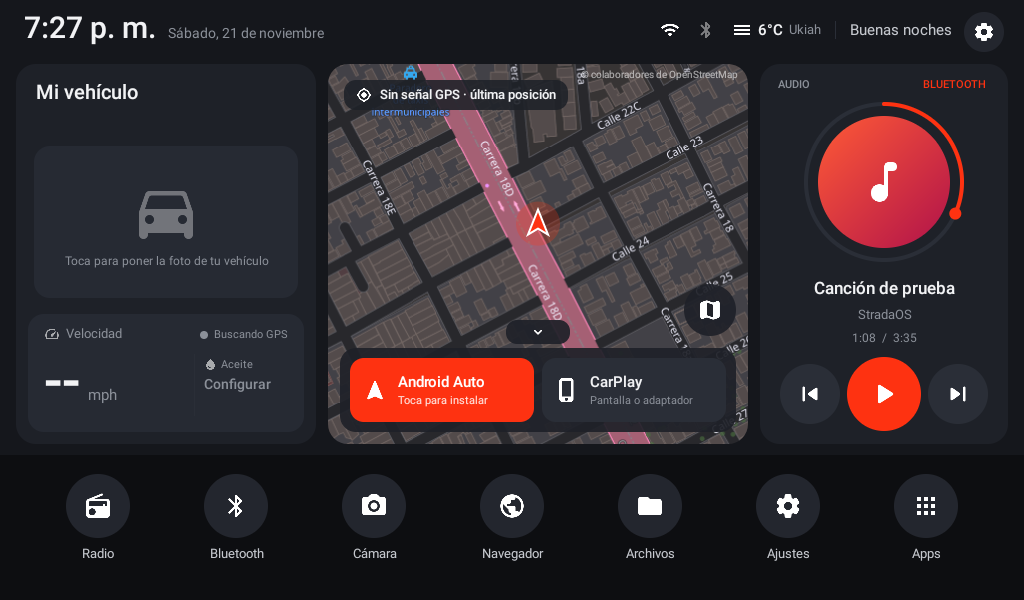 7:27 p. m.
Sábado, 21 de noviembre
6°C Ukiah
Buenas noches
Mi vehículo
Toca para poner la foto de tu vehículo
Velocidad
Buscando GPS
-- mph
Aceite
Configurar
© colaboradores de OpenStreetMap
Sin señal GPS · última posición
intermunicipales
Calle 22C
Calle 23
Carrera 18D
Carrera 18E
Carrera 18
Calle 24
Carrera 18D
Android Auto
Toca para instalar
CarPlay
Pantalla o adaptador
AUDIO
BLUETOOTH
Canción de prueba
StradaOS
1:08 / 3:35
Radio
Bluetooth
Cámara
Navegador
Archivos
Ajustes
Apps